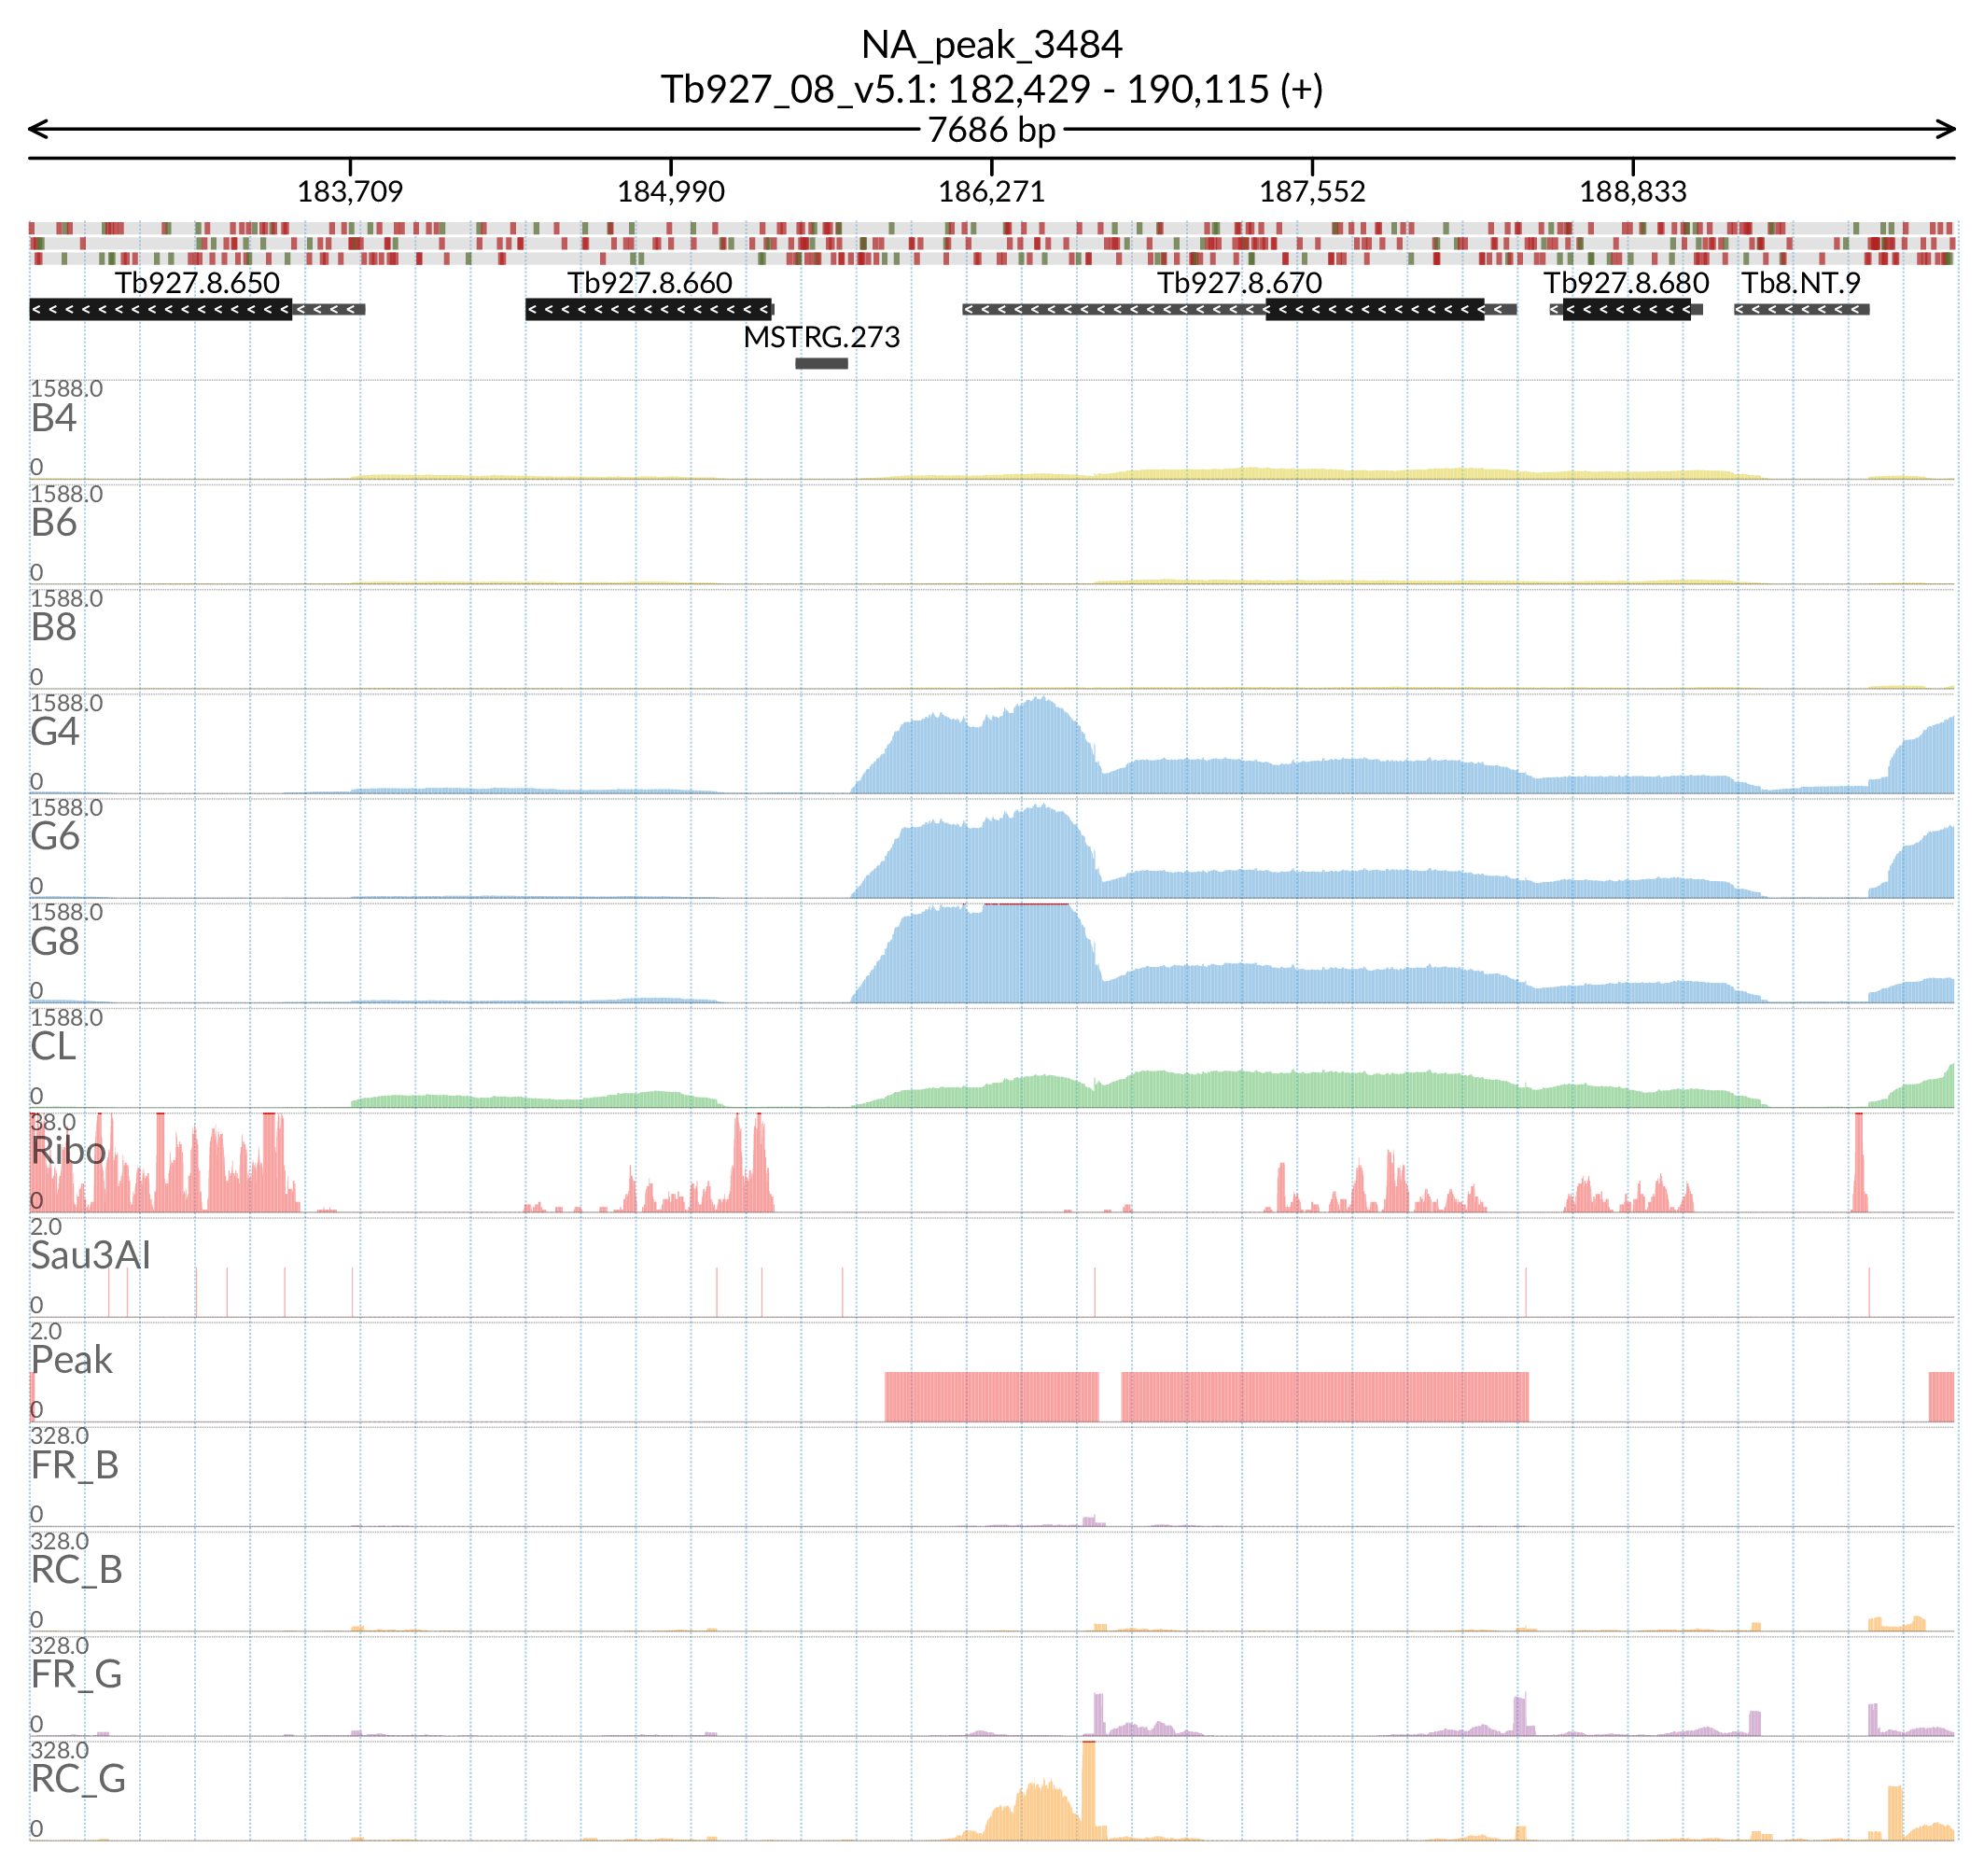 NA_peak_3484
Tb927_08_v5.1: 182,429 - 190,115 (+)
7686 bp
183,709 184,990 186,271 187,552 188,833
Tb927.8.650 Tb927.8.660 Tb927.8.670 Tb927.8.680 Tb8.NT.9
MSTRG.273
1588.0
B4
0
1588.0
B6
0
1588.0
B8
0
1588.0
G4
0
1588.0
G6
0
1588.0
G8
0
1588.0
CL
0
38.0
Ribo
0
2.0
Sau3AI
0
2.0
Peak
0
328.0
FR_B
0
328.0
RC_B
0
328.0
FR_G
0
328.0
RC_G
0